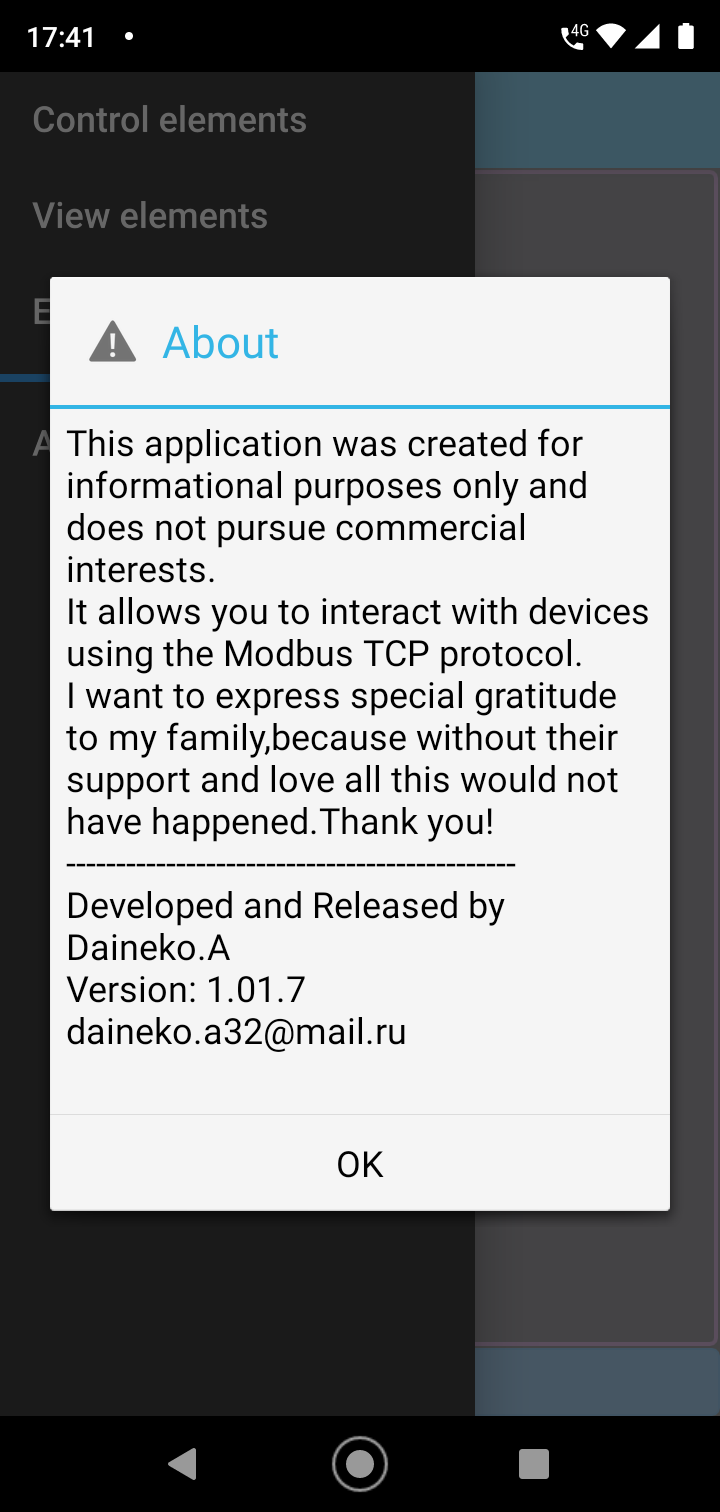 17:41
4G
Control elements
View elements
E
A
About
This application was created for
informational purposes only and
does not pursue commercial
interests.
It allows you to interact with devices
using the Modbus TCP protocol.
I want to express special gratitude
to my family,because without their
support and love all this would not
have happened.Thank you!
---------------------------------------------
Developed and Released by
Daineko.A
Version: 1.01.7
daineko.a32@mail.ru
OK